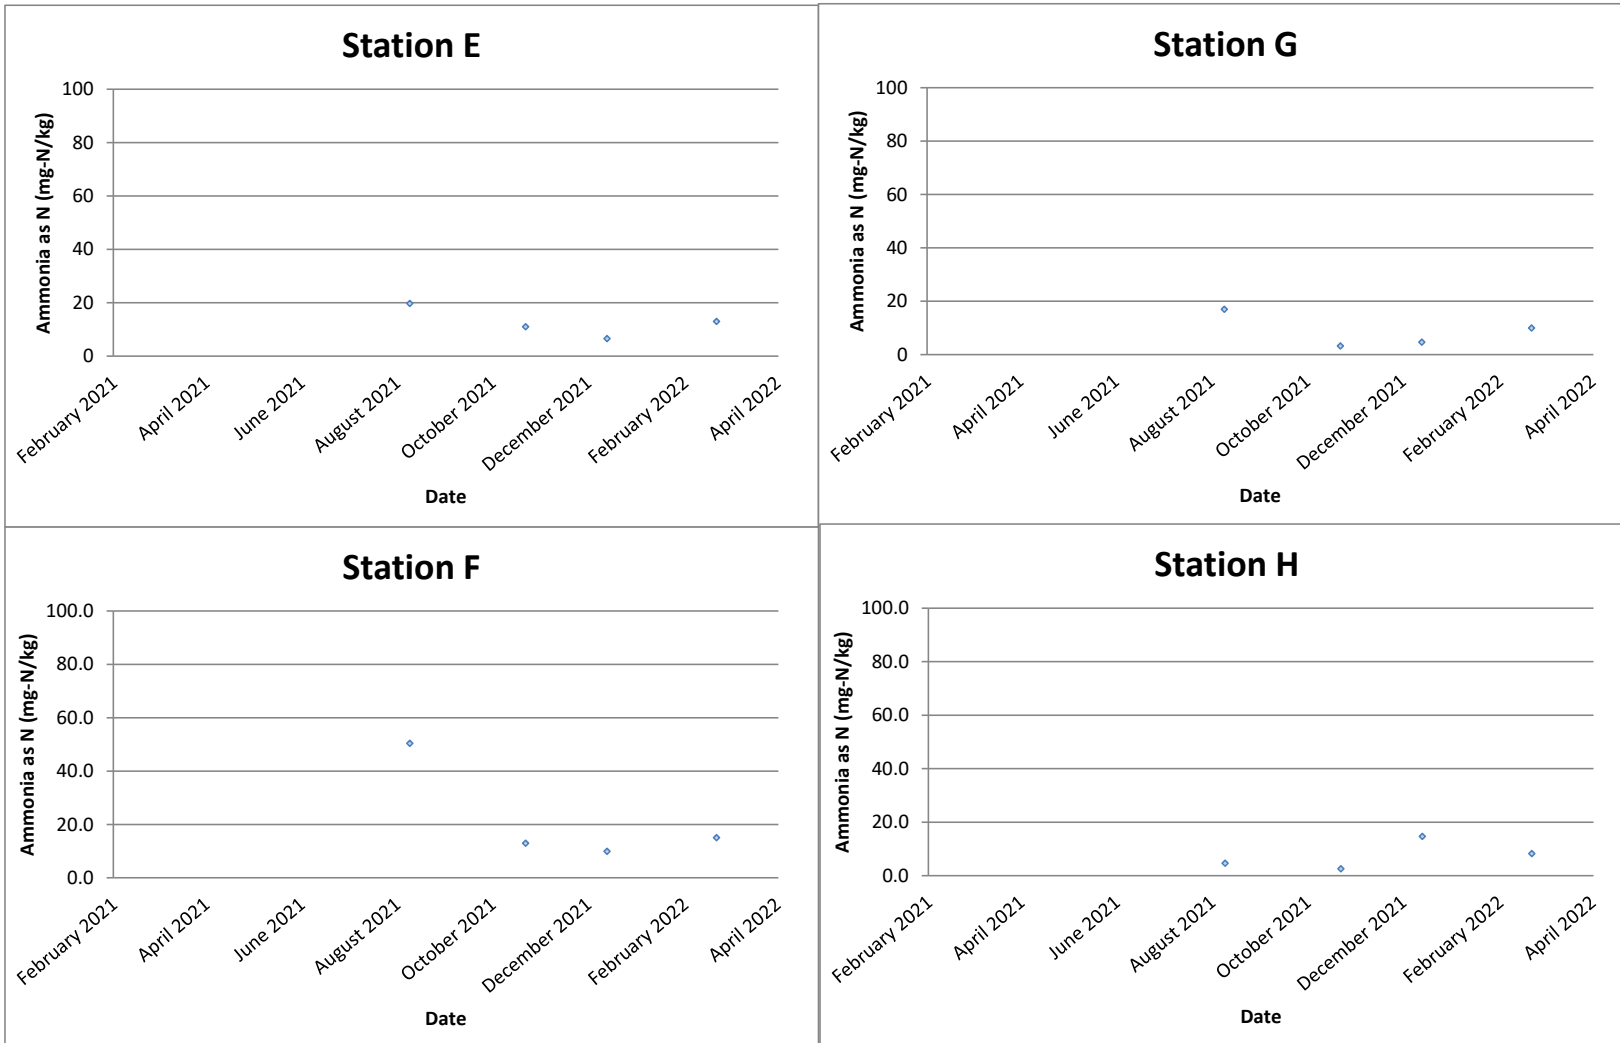 Station E
Ammonia as N (mg-N/kg)
100
80
60
40
20
0
February 2021
April 2021
June 2021
August 2021
October 2021
December 2021
February 2022
April 2022
Date
Station G
Ammonia as N (mg-N/kg)
100
80
60
40
20
0
February 2021
April 2021
June 2021
August 2021
October 2021
December 2021
February 2022
April 2022
Date
Station F
Ammonia as N (mg-N/kg)
100.0
80.0
60.0
40.0
20.0
0.0
February 2021
April 2021
June 2021
August 2021
October 2021
December 2021
February 2022
April 2022
Date
Station H
Ammonia as N (mg-N/kg)
100.0
80.0
60.0
40.0
20.0
0.0
February 2021
April 2021
June 2021
August 2021
October 2021
December 2021
February 2022
April 2022
Date